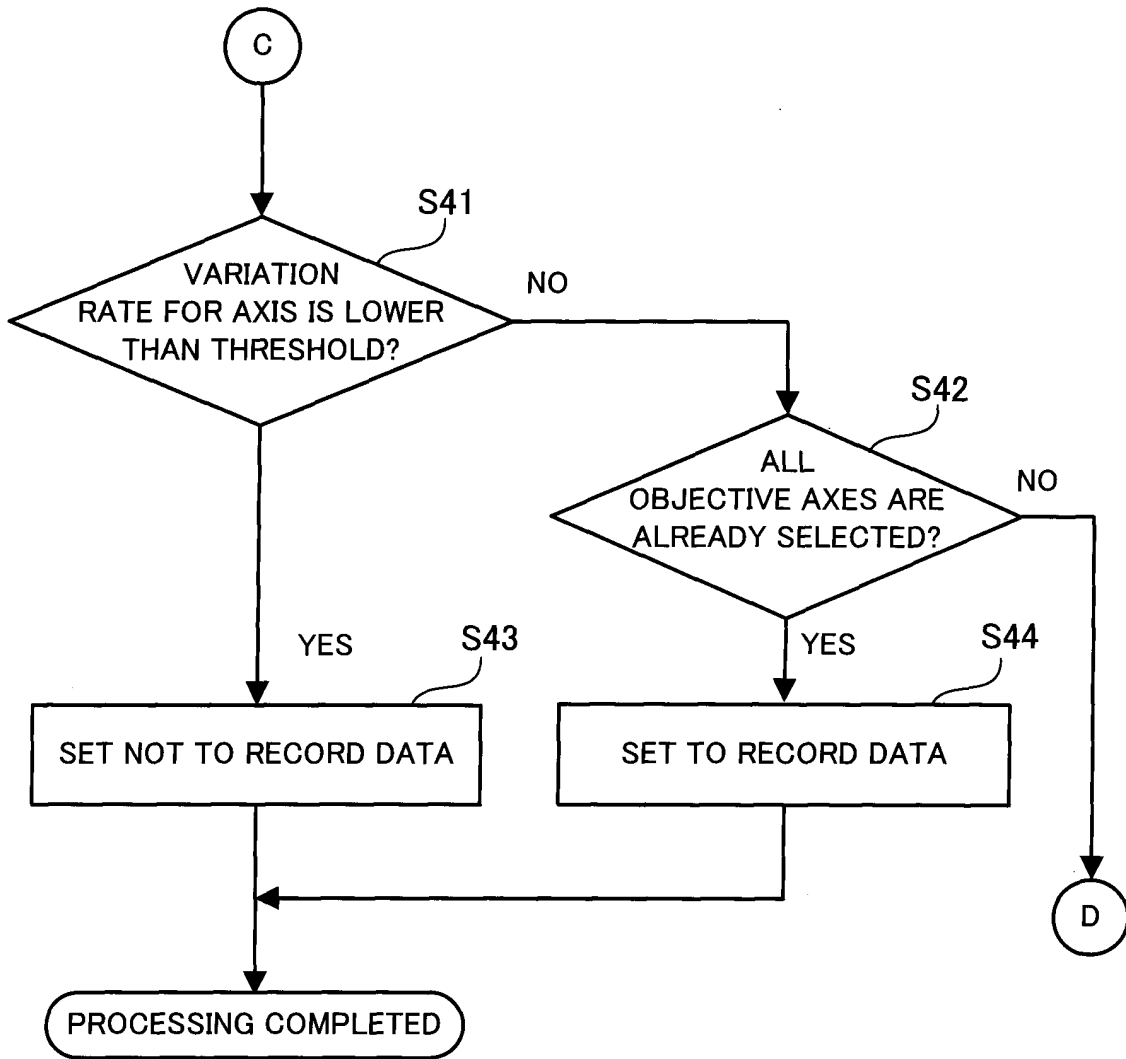 C
S41
VARIATION
RATE FOR AXIS IS LOWER
THAN THRESHOLD?
NO
S42
ALL
OBJECTIVE AXES ARE
ALREADY SELECTED?
NO
YES
S43
YES
S44
SET NOT TO RECORD DATA
SET TO RECORD DATA
D
PROCESSING COMPLETED